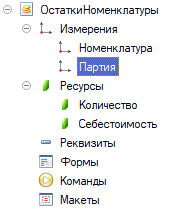 ОстаткиНоменклатуры
Измерения
Номенклатура
Партия
Ресурсы
Количество
Себестоимость
Реквизиты
Формы
Команды
Макеты